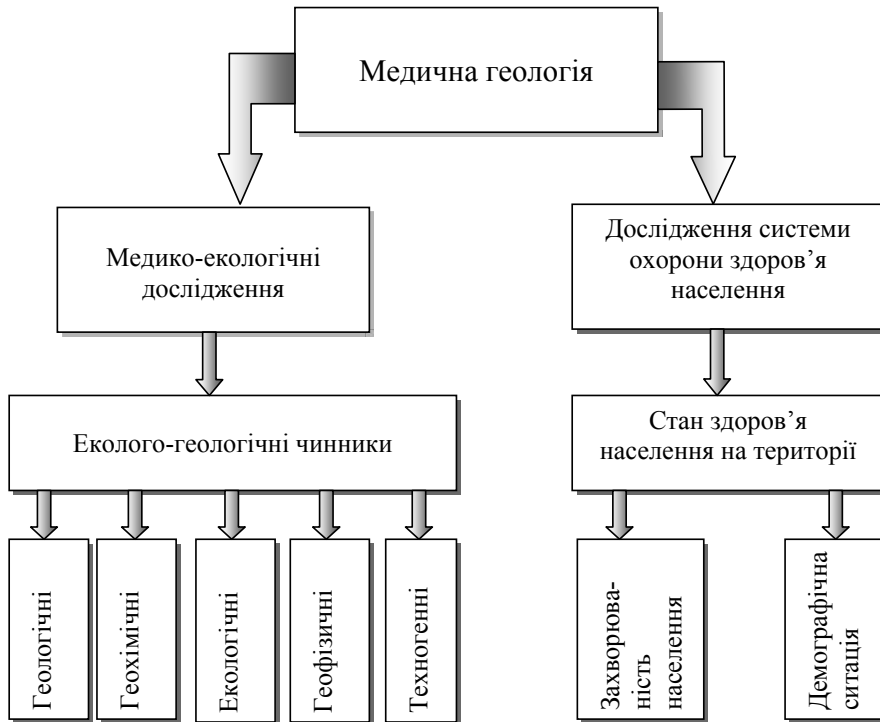 Медична геологія
Медико-екологічні
дослідження
Дослідження системи
охорони здоров’я
населення
Еколого-геологічні чинники
Стан здоров’я
населення на території
Геологічні
Геохімічні
Екологічні
Геофізичні
Техногенні
Захворюва-
ність
населення
Демографічна
ситація